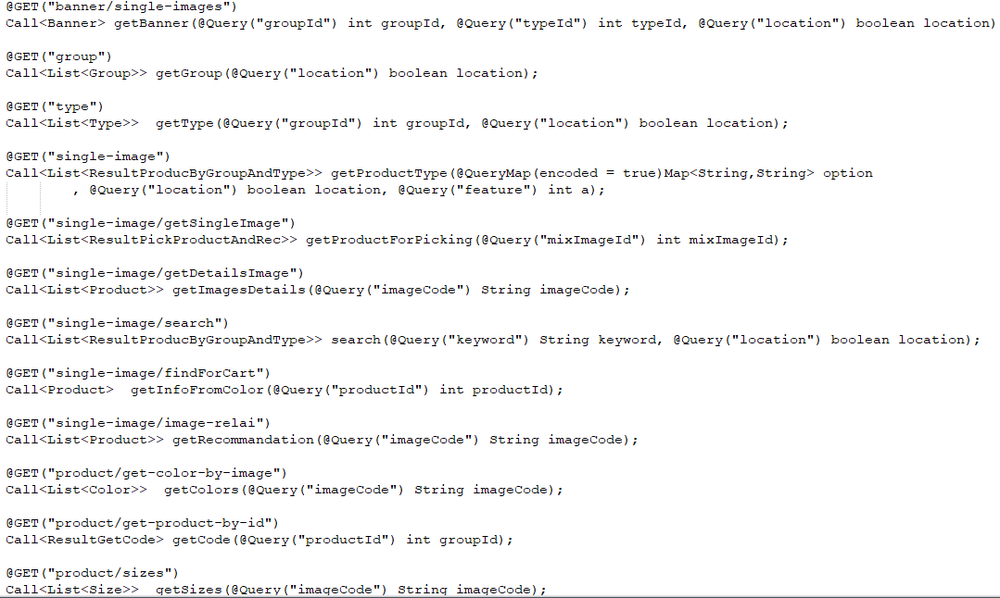 @GET("banner/single-images")
Call<Banner> getBanner(@Query("groupId") int groupId, @Query("typeId") int typeId, @Query("location") boolean location)
@GET("group")
Call<List<Group>> getGroup(@Query("location") boolean location);
@GET("type")
Call<List<Type>>  getType(@Query("groupId") int groupId, @Query("location") boolean location);
@GET("single-image")
Call<List<ResultProducByGroupAndType>> getProductType(@QueryMap(encoded = true)Map<String,String> option
, @Query("location") boolean location, @Query("feature") int a);
@GET("single-image/getSingleImage")
Call<List<ResultPickProductAndRec>> getProductForPicking(@Query("mixImageId") int mixImageId);
@GET("single-image/getDetailsImage")
Call<List<Product>> getImagesDetails(@Query("imageCode") String imageCode);
@GET("single-image/search")
Call<List<ResultProducByGroupAndType>> search(@Query("keyword") String keyword, @Query("location") boolean location);
@GET("single-image/findForCart")
Call<Product>  getInfoFromColor(@Query("productId") int productId);
@GET("single-image/image-relai")
Call<List<Product>> getRecommandation(@Query("imageCode") String imageCode);
@GET("product/get-color-by-image")
Call<List<Color>>  getColors(@Query("imageCode") String imageCode);
@GET("product/get-product-by-id")
Call<ResultGetCode> getCode(@Query("productId") int groupId);
@GET("product/sizes")
Call<List<Size>>  getSizes(@Query("imageCode") String imageCode);